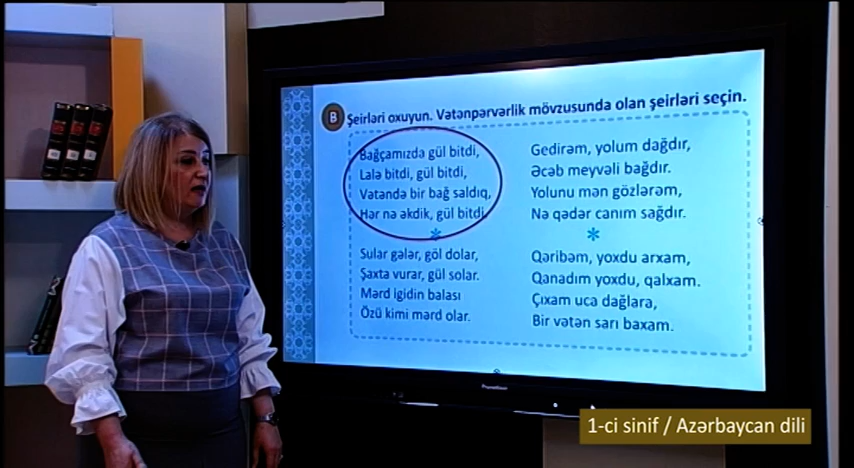 B Şeirləri oxuyun. Vətənpərvərlik mövzusunda olan şeirləri seçin.
Bağçamızda gül bitdi,
Lalə bitdi, gül bitdi,
Vətəndə bir bağ saldıq,
Hər nə əkdik, gül bitdi.
*
Sular gələr, göl dolar,
Şaxta vurar, gül solar.
Mərd igidin balası
Özü kimi mərd olar.
Gedirəm, yolum dağdır,
Əcəb meyvəli bağdır.
Yolunu mən gözlərəm,
Nə qədər canım sağdır.
*
Qəribəm, yoxdu arxam,
Qanadım yoxdu, qalxam.
Çıxam uca dağlara,
Bir vətən sarı baxam.
1-ci sinif / Azərbaycan dili